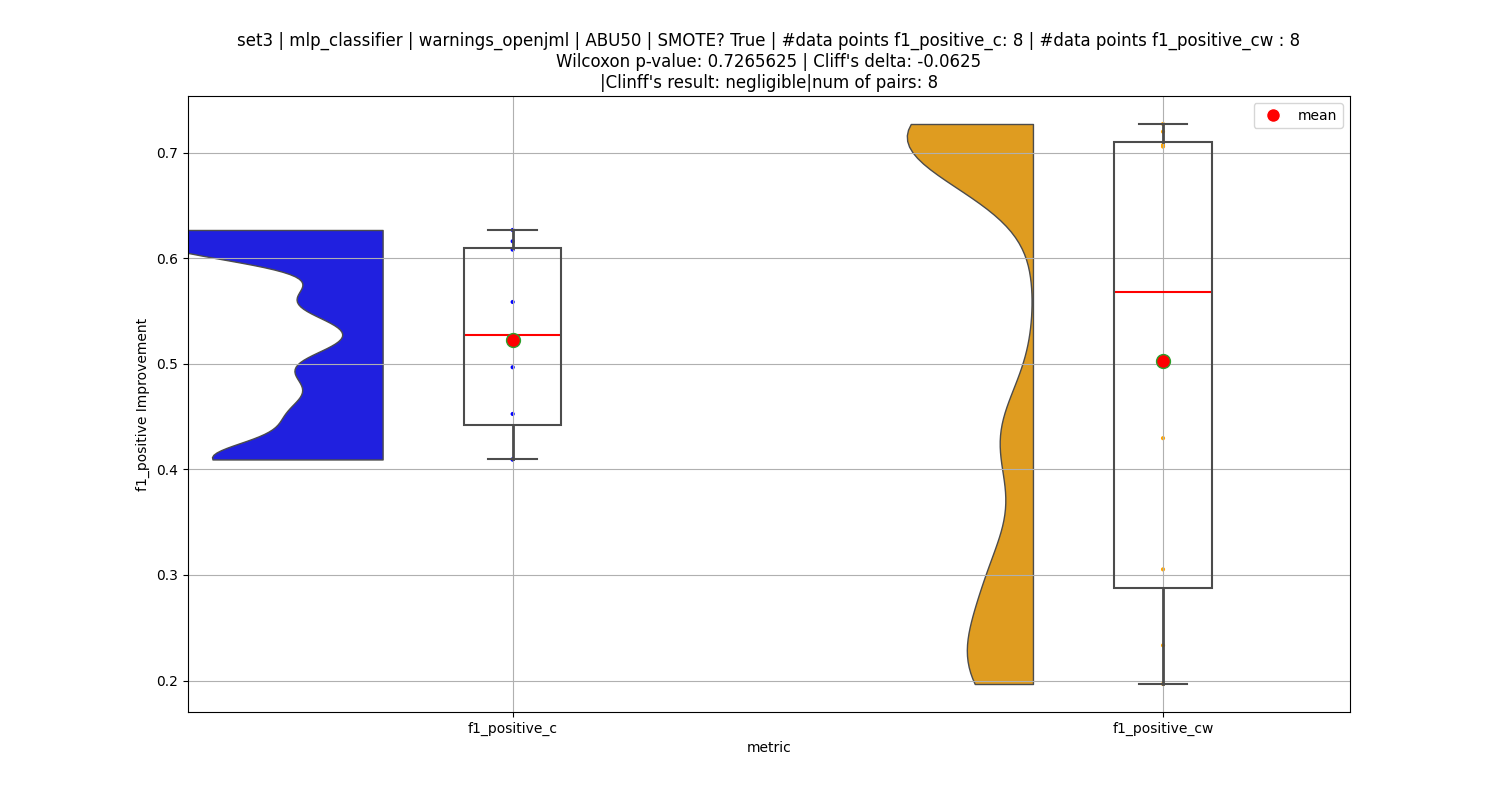 set3 | mlp_classifier | warnings_openjml | ABU50 | SMOTE? True | #data points f1_positive_c: 8 | #data points f1_positive_cw : 8
Wilcoxon p-value: 0.7265625 | Cliff's delta: -0.0625
|Clinff's result: negligible|num of pairs: 8
mean
0.7
0.6
0.5
0.4
0.3
0.2
f1_positive Improvement
f1_positive_c
f1_positive_cw
metric